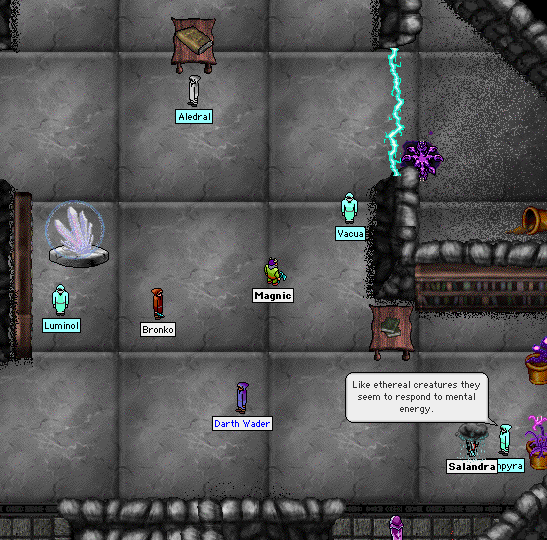 Aledral
Vacua
Magnic
Luminol
Bronko
Like ethereal creatures they
seem to respond to mental
energy.
Darth Wader
Salandra